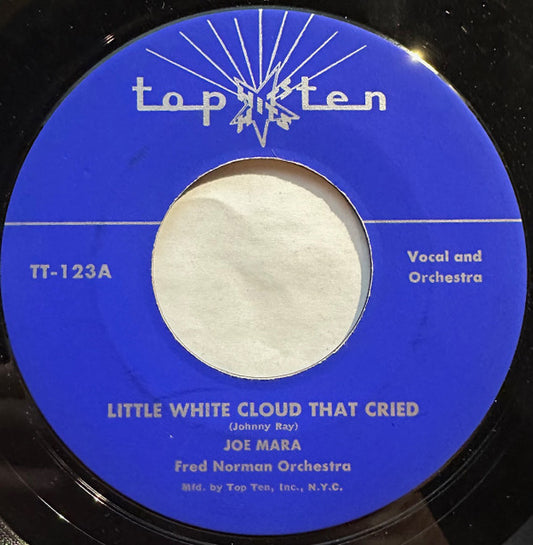 top HITS ten
TT-123A
Vocal and
Orchestra
LITTLE WHITE CLOUD THAT CRIED
(Johnny Ray)
JOE MARA
Fred Norman Orchestra
Mfd. by Top Ten, Inc., N.Y.C.